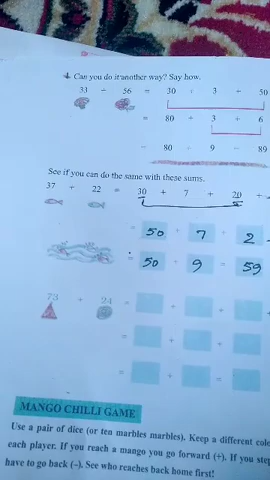 Can you do it another way? Say how.
33 + 56 = 30 + 3 + 50
= 80 + 3 + 6
= 80 + 9 = 89
See if you can do the same with these sums.
37 + 22 = 30 + 7 + 20 +
= 50 + 7 + 2
= 50 + 9 = 59
73 + 24 = + +
= + +
= + =
MANGO CHILLI GAME
Use a pair of dice (or ten marbles marbles). Keep a different
each player. If you reach a mango you go forward (+). If you
have to go back (–). See who reaches back home first!